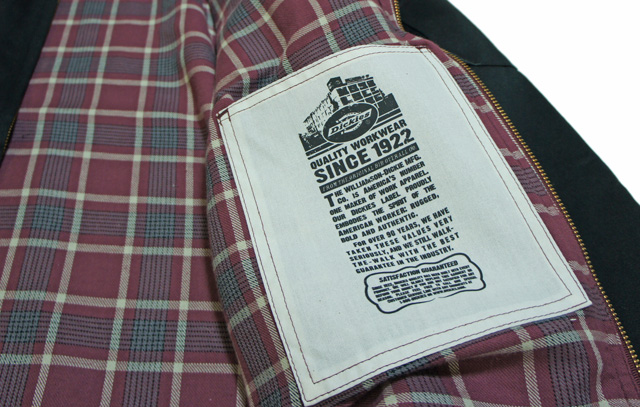 Dickies
QUALITY WORKWEAR
SINCE 1922
THE WILLIAMSON-DICKIE MFG.
CO. IS AMERICA'S NUMBER
ONE MAKER OF WORK APPAREL.
OUR DICKIES LABEL PROUDLY
EMBODIES THE SPIRIT OF THE
AMERICAN WORKER: RUGGED,
BOLD AND AUTHENTIC.
FOR OVER 80 YEARS, WE HAVE
TAKEN THESE VALUES VERY
SERIOUSLY, AND WE STILL WALK
THE WALK WITH THE BEST
GUARANTEE IN THE INDUSTRY.
SATISFACTION GUARANTEED